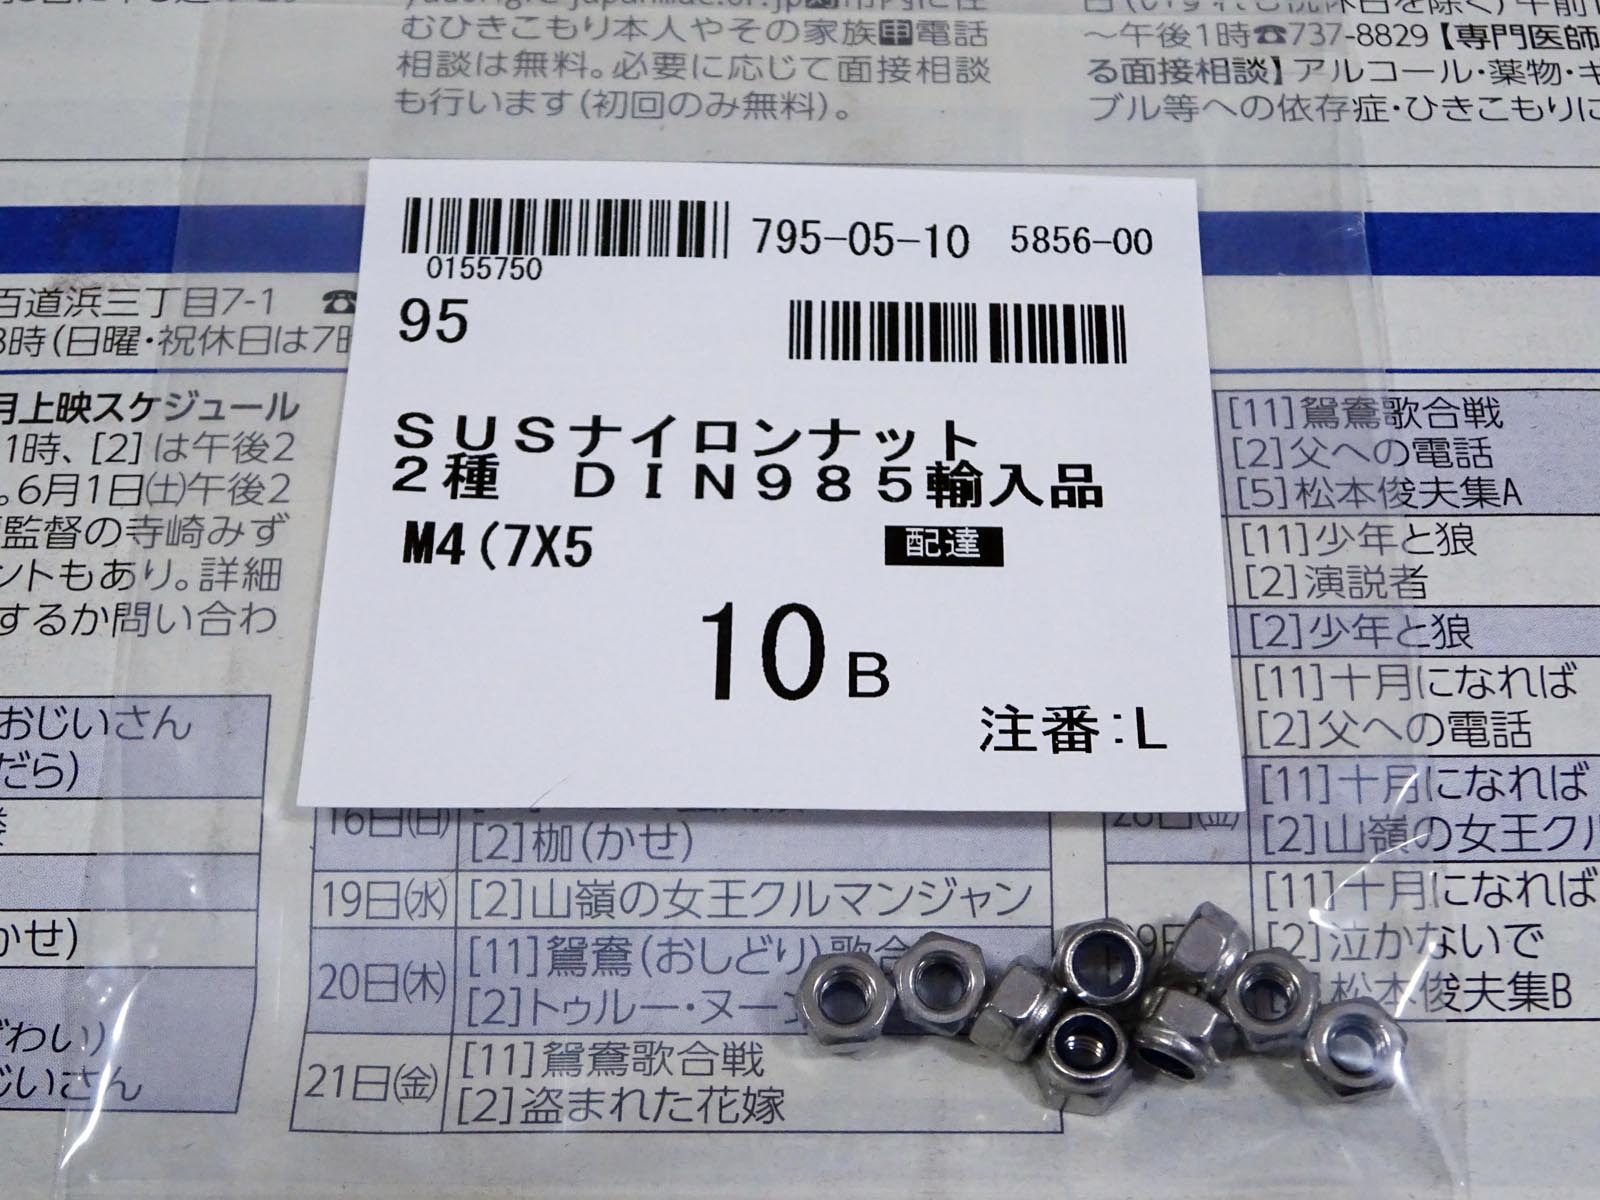 むひきこもり本人やその家族申電話
相談は無料。必要に応じて面接相談
も行います(初回のみ無料)。
～午後1時☎737-8829【専門医師
る面接相談】アルコール・薬物・ギ
ブル等への依存症・ひきこもりに
795-05-10 5856-00
0155750
95
SUSナイロンナット
2種 DIN985輸入品
M4(7X5
配達
10B
注番:L
百道浜三丁目7-1 ☎
8時(日曜・祝休日は7時
月上映スケジュール
1時、[2]は午後2
。6月1日(土)午後2
監督の寺崎みず
ントもあり。詳細
するか問い合わ
おじいさん
だら)
かせ)
ずわい)
じいさん
16日(日)
[2]枷(かせ)
19日(水) [2]山嶺の女王クルマンジャン
20日(木) [11]鴛鴦(おしどり)歌合
[2]トゥルー・ヌー
21日(金) [11]鴛鴦歌合戦
[2]盗まれた花嫁
[11]鴛鴦歌合戦
[2]父への電話
[5]松本俊夫集A
[11]少年と狼
[2]演説者
[2]少年と狼
[11]十月になれば
[2]父への電話
[11]十月になれば
[2]山嶺の女王クル
[11]十月になれば
[2]泣かないで
松本俊夫集B